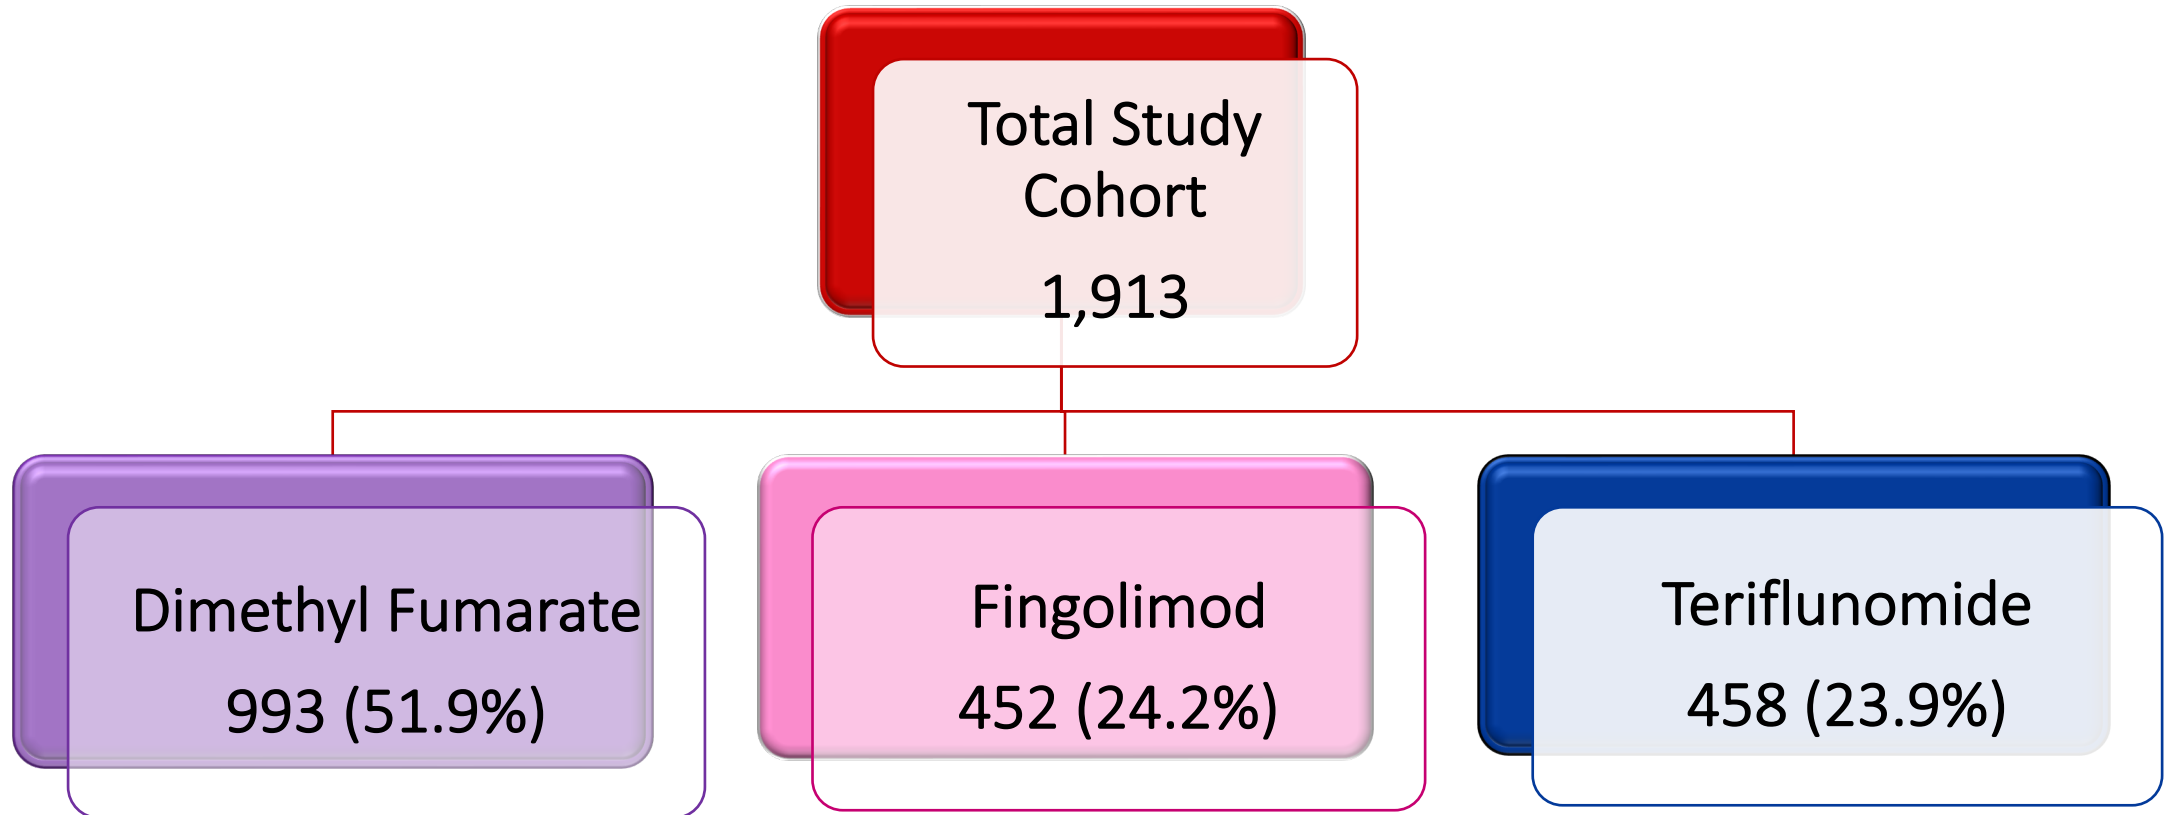 Total Study
Cohort
1,913
Dimethyl Fumarate
993 (51.9%)
Fingolimod
452 (24.2%)
Teriflunomide
458 (23.9%)